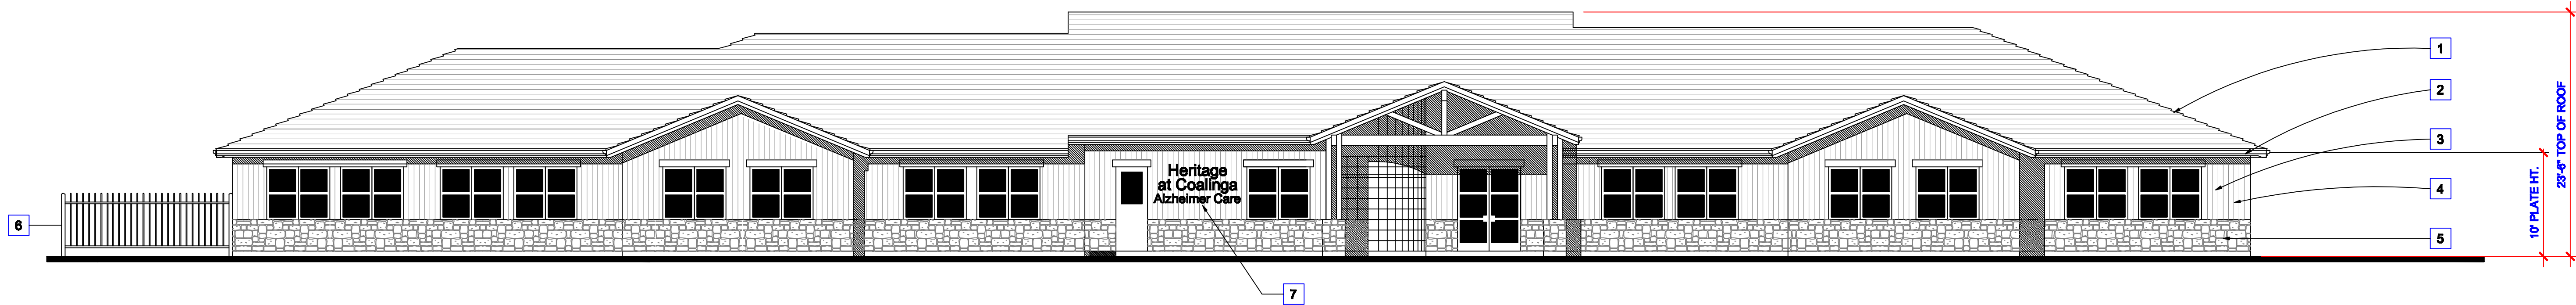 1
2
3
4
5
6
7
Heritage
at Coalinga
Alzheimer Care
10' PLATE HT.
23'-6" TOP OF ROOF